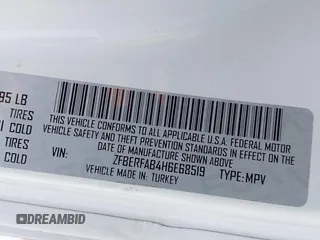 95 LB
TIRES
I COLD
TIRES
COLD
THIS VEHICLE CONFORMS TO ALL APPLICABLE U.S.A. FEDERAL MOTOR
VEHICLE SAFETY AND THEFT PREVENTION STANDARDS IN EFFECT ON THE
DATE OF MANUFACTURE SHOWN ABOVE.
VIN: ZFBERFAB4H6E68519 TYPE: MPV
VEHICLE MADE IN: TURKEY
DREAMBID